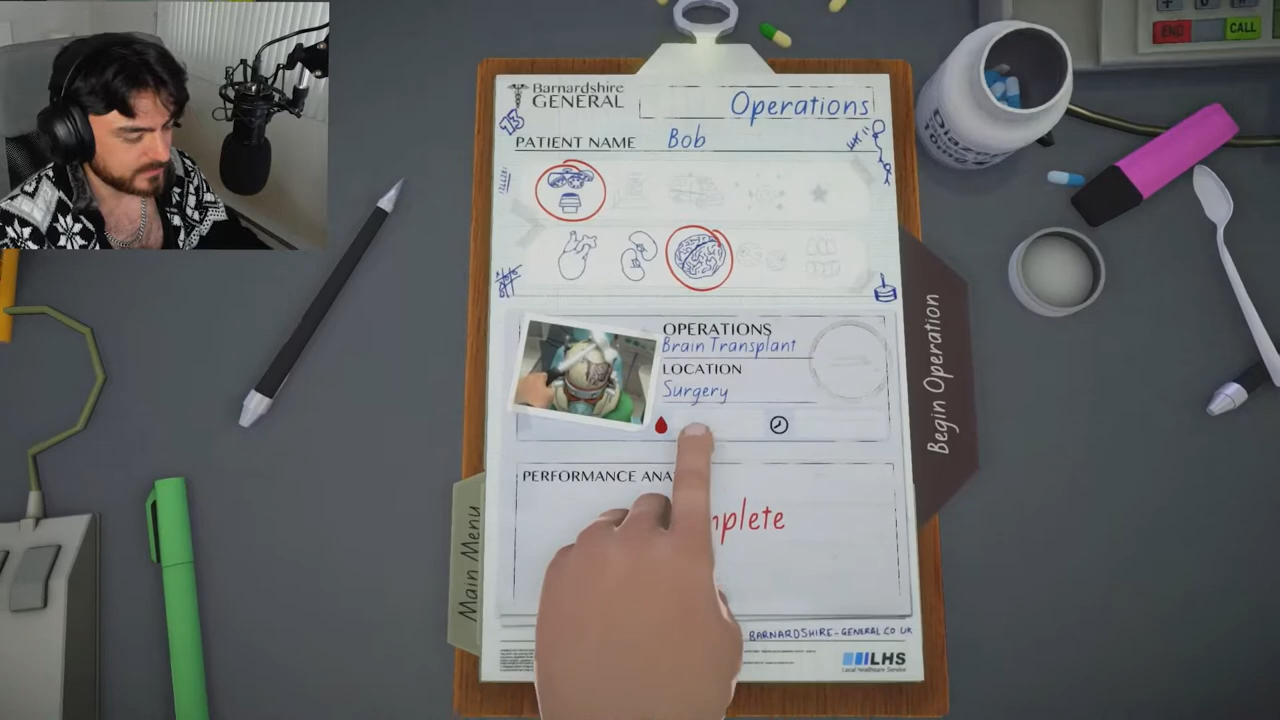 END
CALL
Barnardshire
GENERAL
Operations
PATIENT NAME Bob
OPERATIONS
Brain Transplant
LOCATION
Surgery
PERFORMANCE
Begin Operation
Main Menu
BARNARDSHIRE-GENERAL CO UK
LHS
Local Healthcare Service